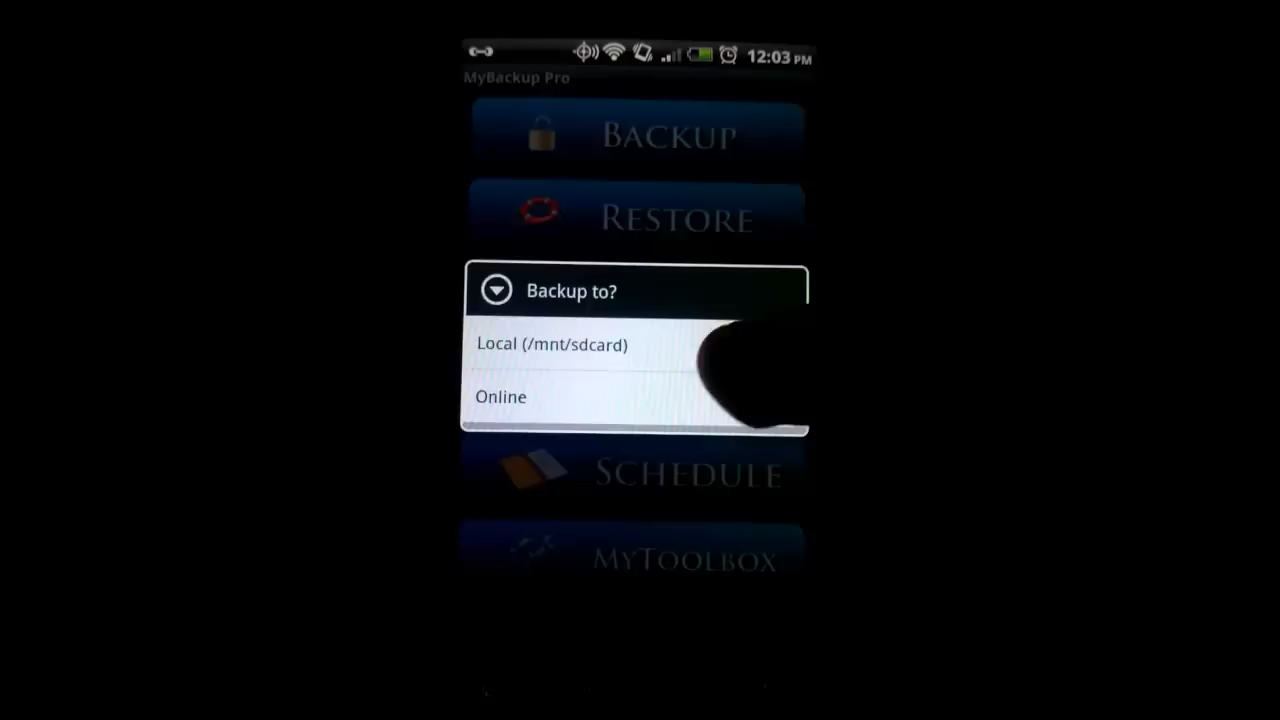 12:03 PM
MyBackup Pro
BACKUP
RESTORE
Backup to?
Local (/mnt/sdcard)
Online
SCHEDULE
MYTOOLBOX